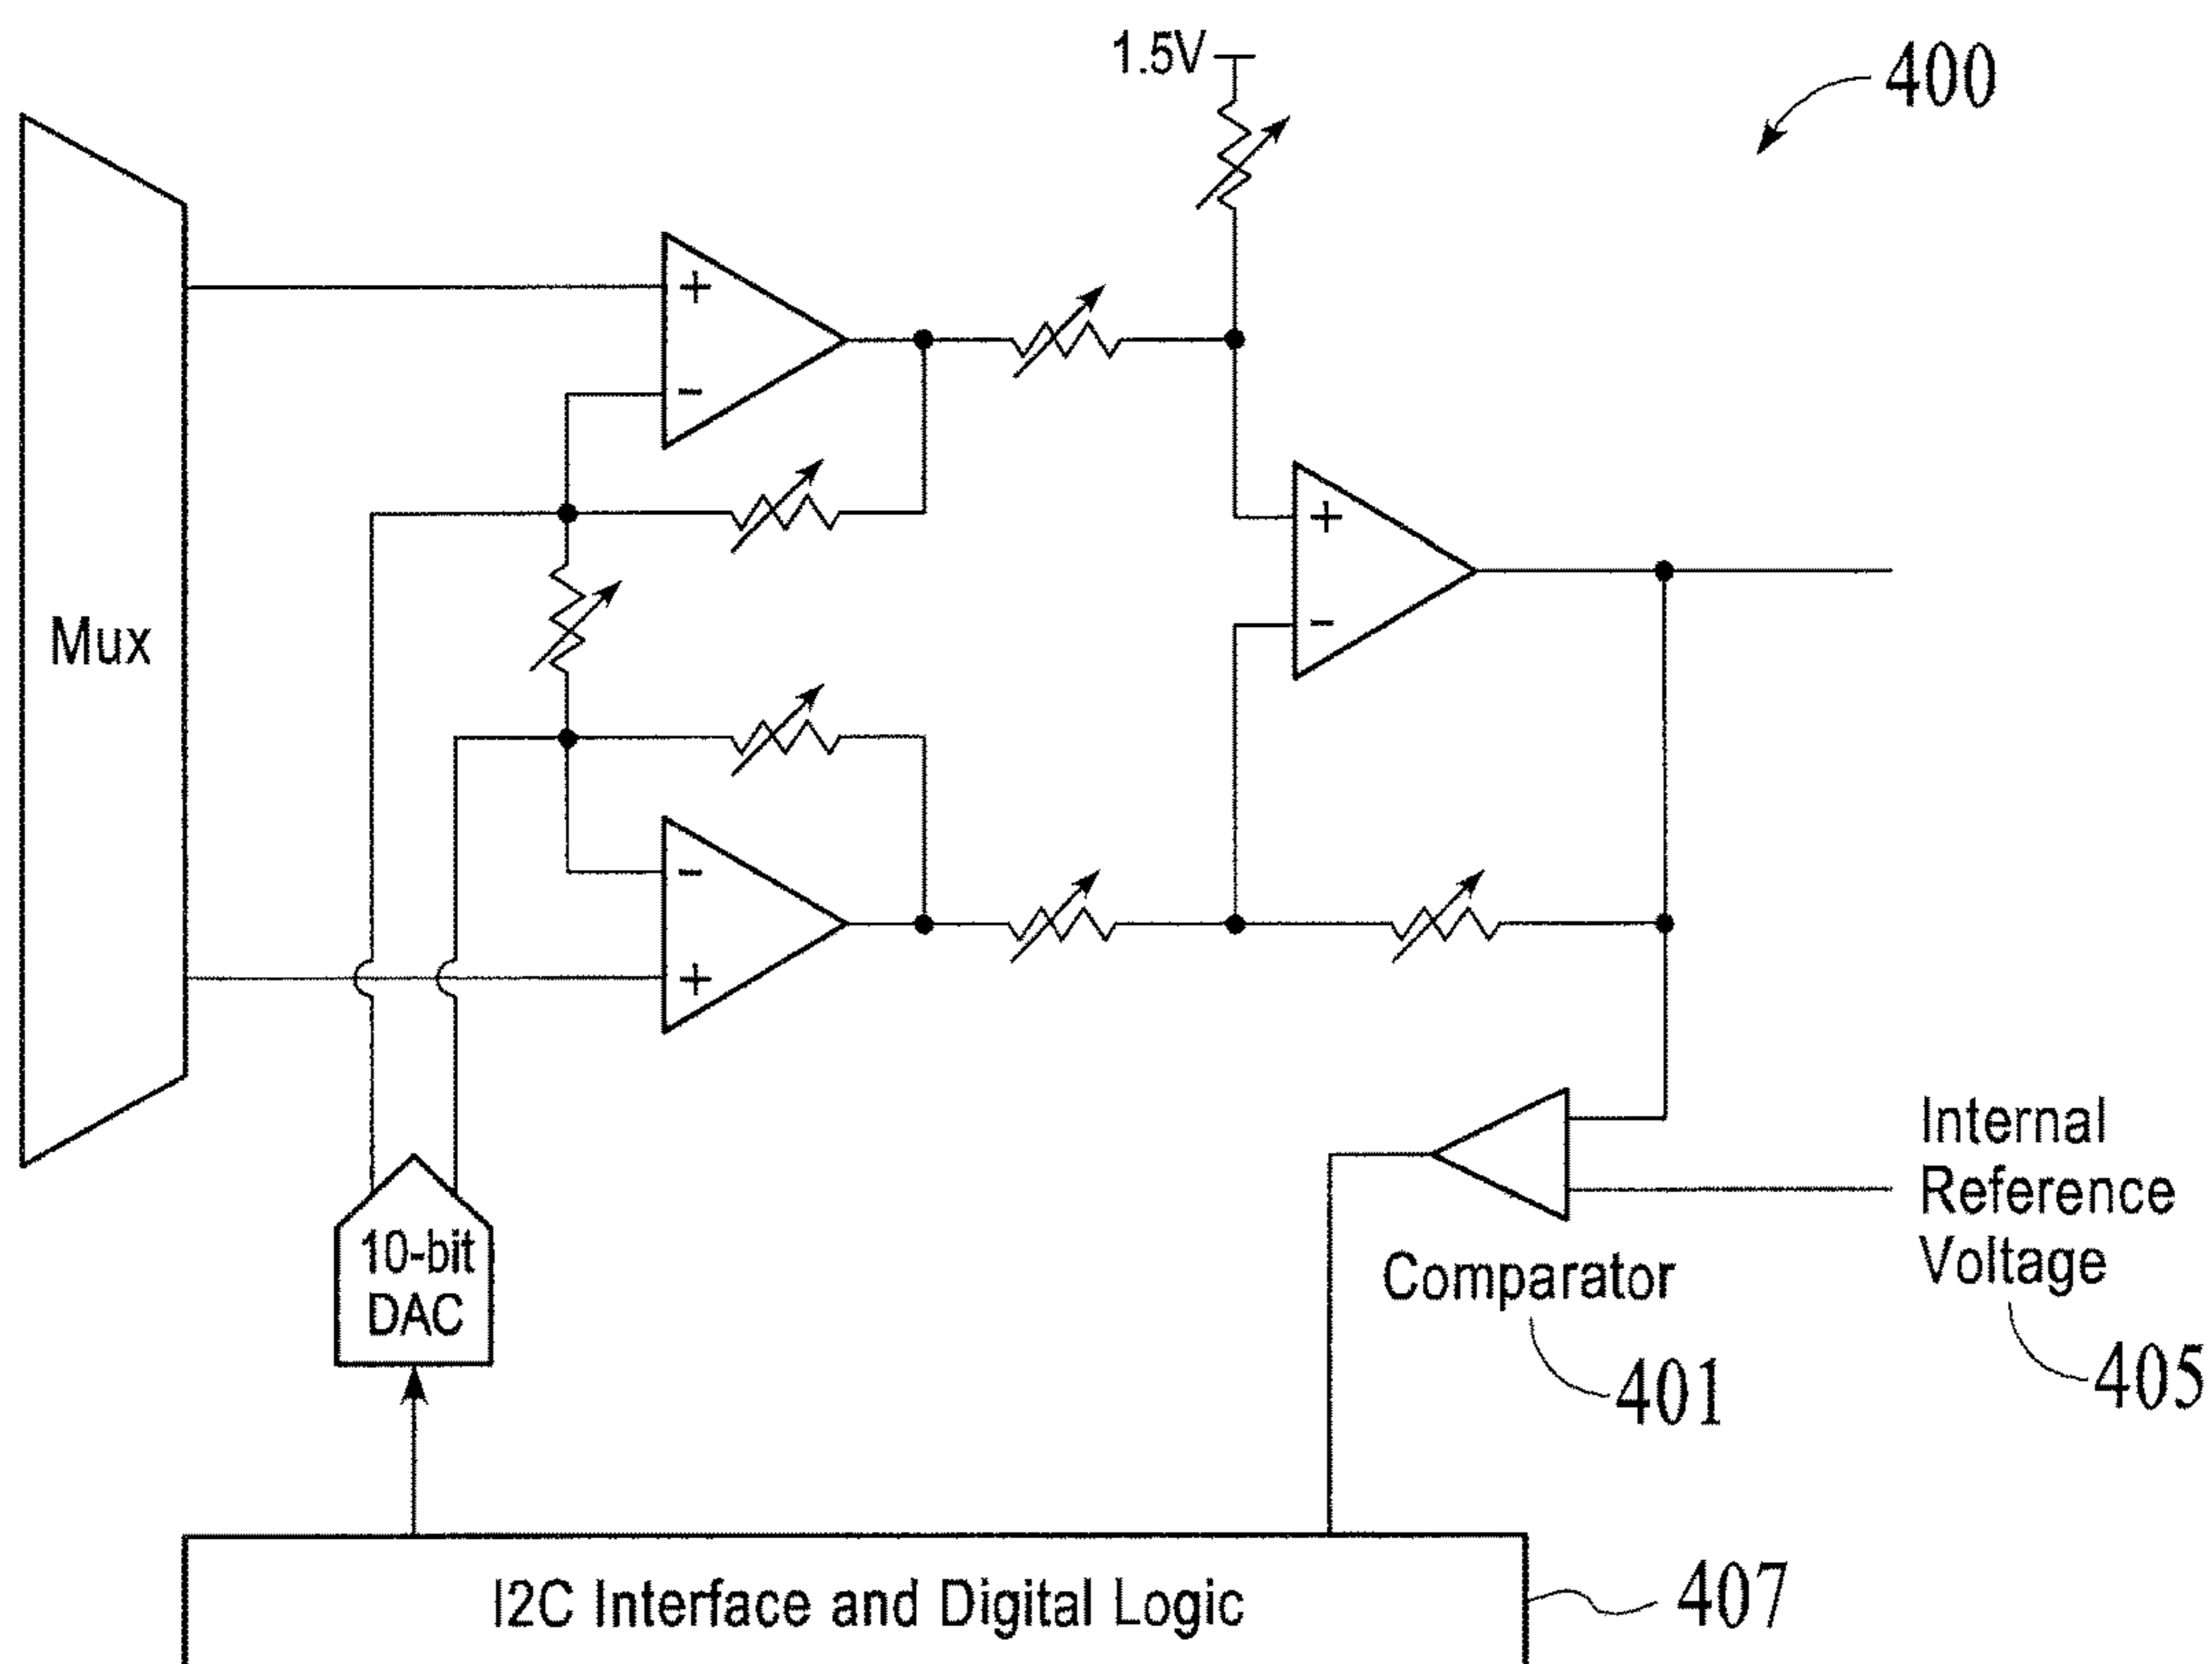 1.5V
400
+
-
Mux
+
-
-
+
10-bit
DAC
Internal
Reference
Voltage
Comparator
405
401
I2C Interface and Digital Logic
407